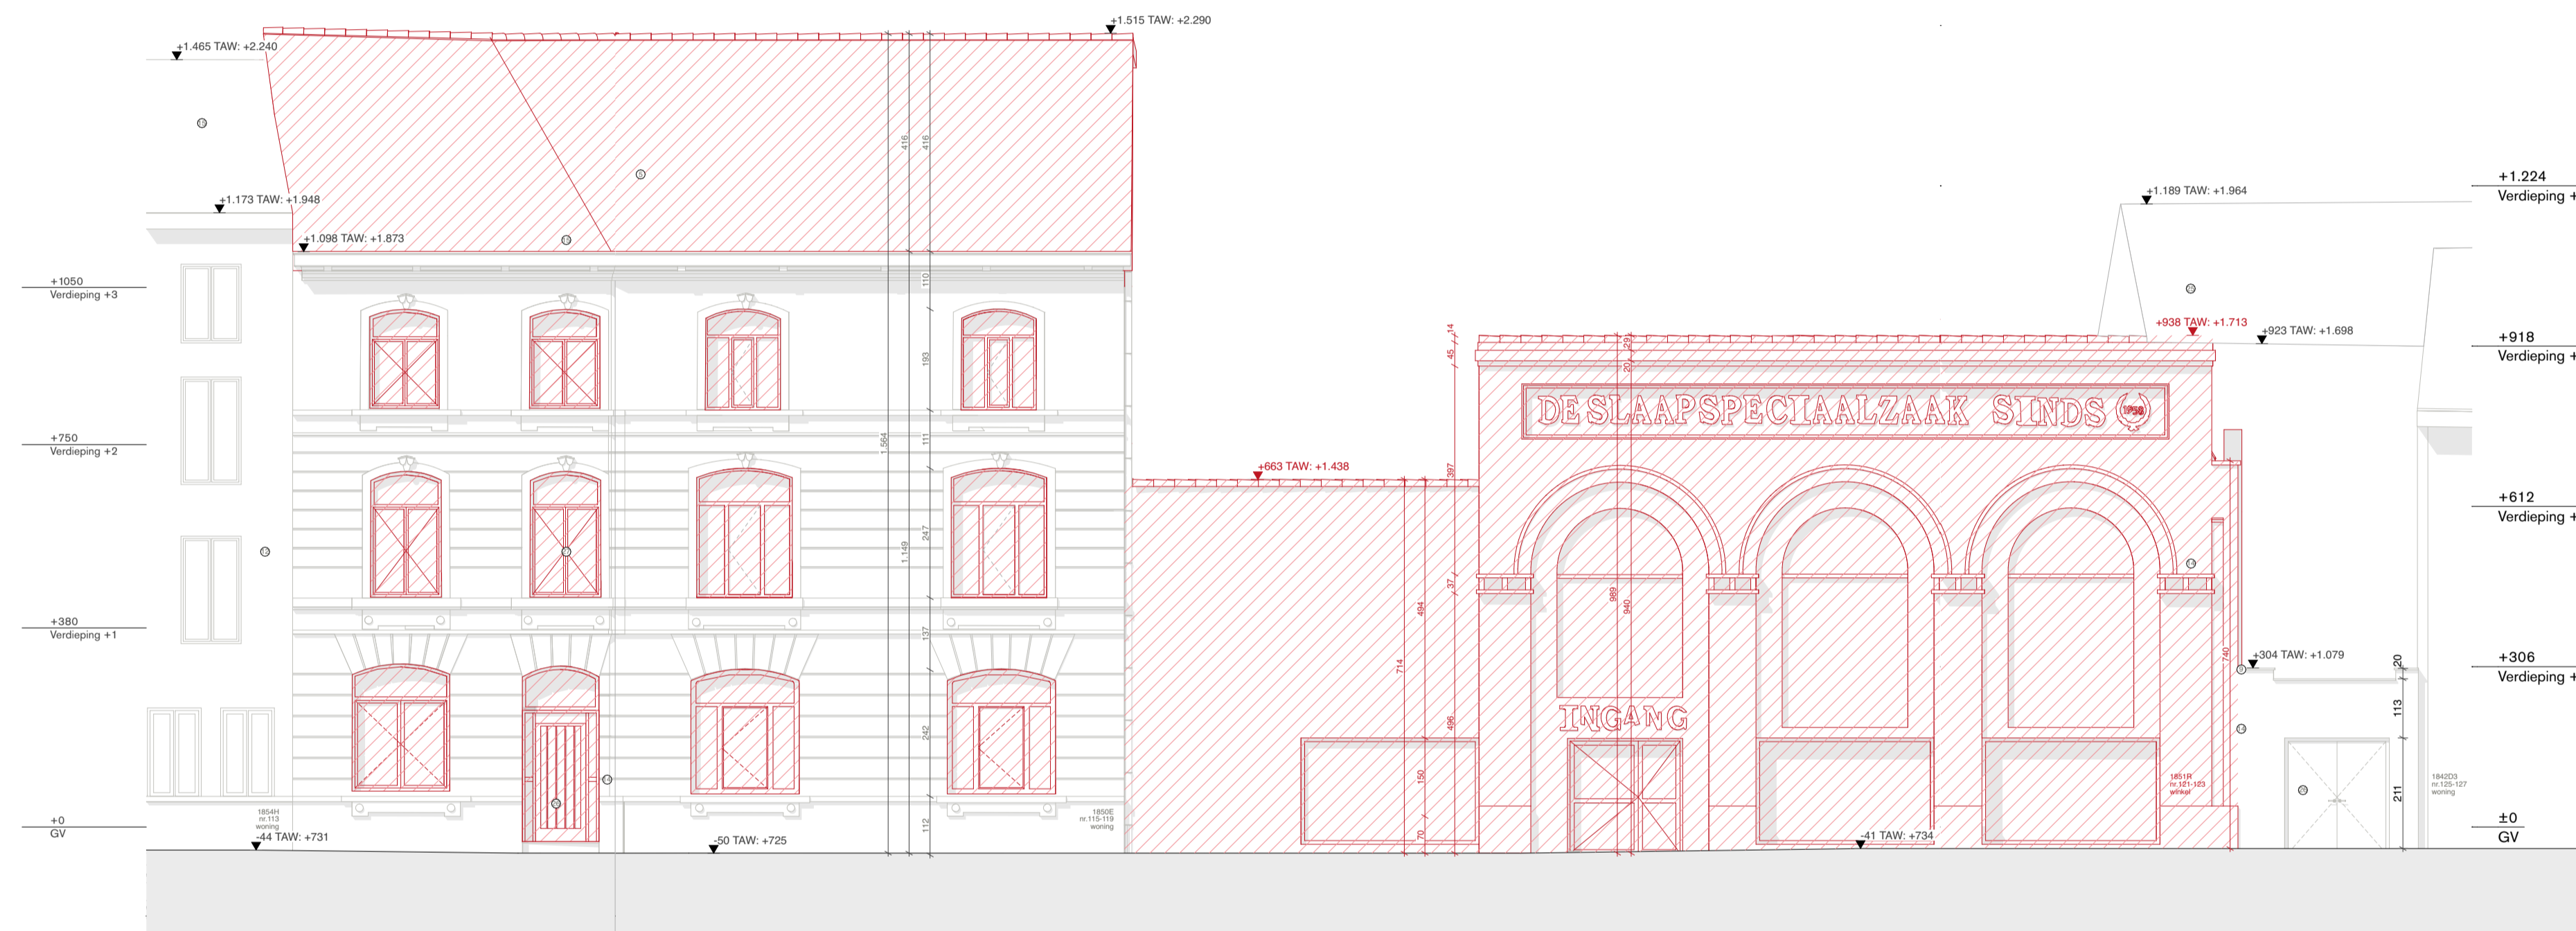 +1.515 TAW: +2.290
+1.465 TAW: +2.240
+1.173 TAW: +1.948
+1.098 TAW: +1.873
+1.189 TAW: +1.964
+938 TAW: +1.713
+923 TAW: +1.698
+663 TAW: +1.438
+304 TAW: +1.079
-44 TAW: +731
-50 TAW: +725
-41 TAW: +734
+1050
Verdieping +3
+750
Verdieping +2
+380
Verdieping +1
+0
GV
+1.224
Verdieping +
+918
Verdieping +
+612
Verdieping +
+306
Verdieping +
±0
GV
DE SLAAPSPECIAALZAAK SINDS 1958
INGANG
1854H
nr.113
woning
1850E
nr.115-119
woning
1851R
nr.121-123
winkel
1842D3
nr.125-127
woning
416
416
110
193
111
247
137
242
112
1.564
1.149
14
45
397
37
496
494
714
150
70
29
20
989
940
740
20
113
211